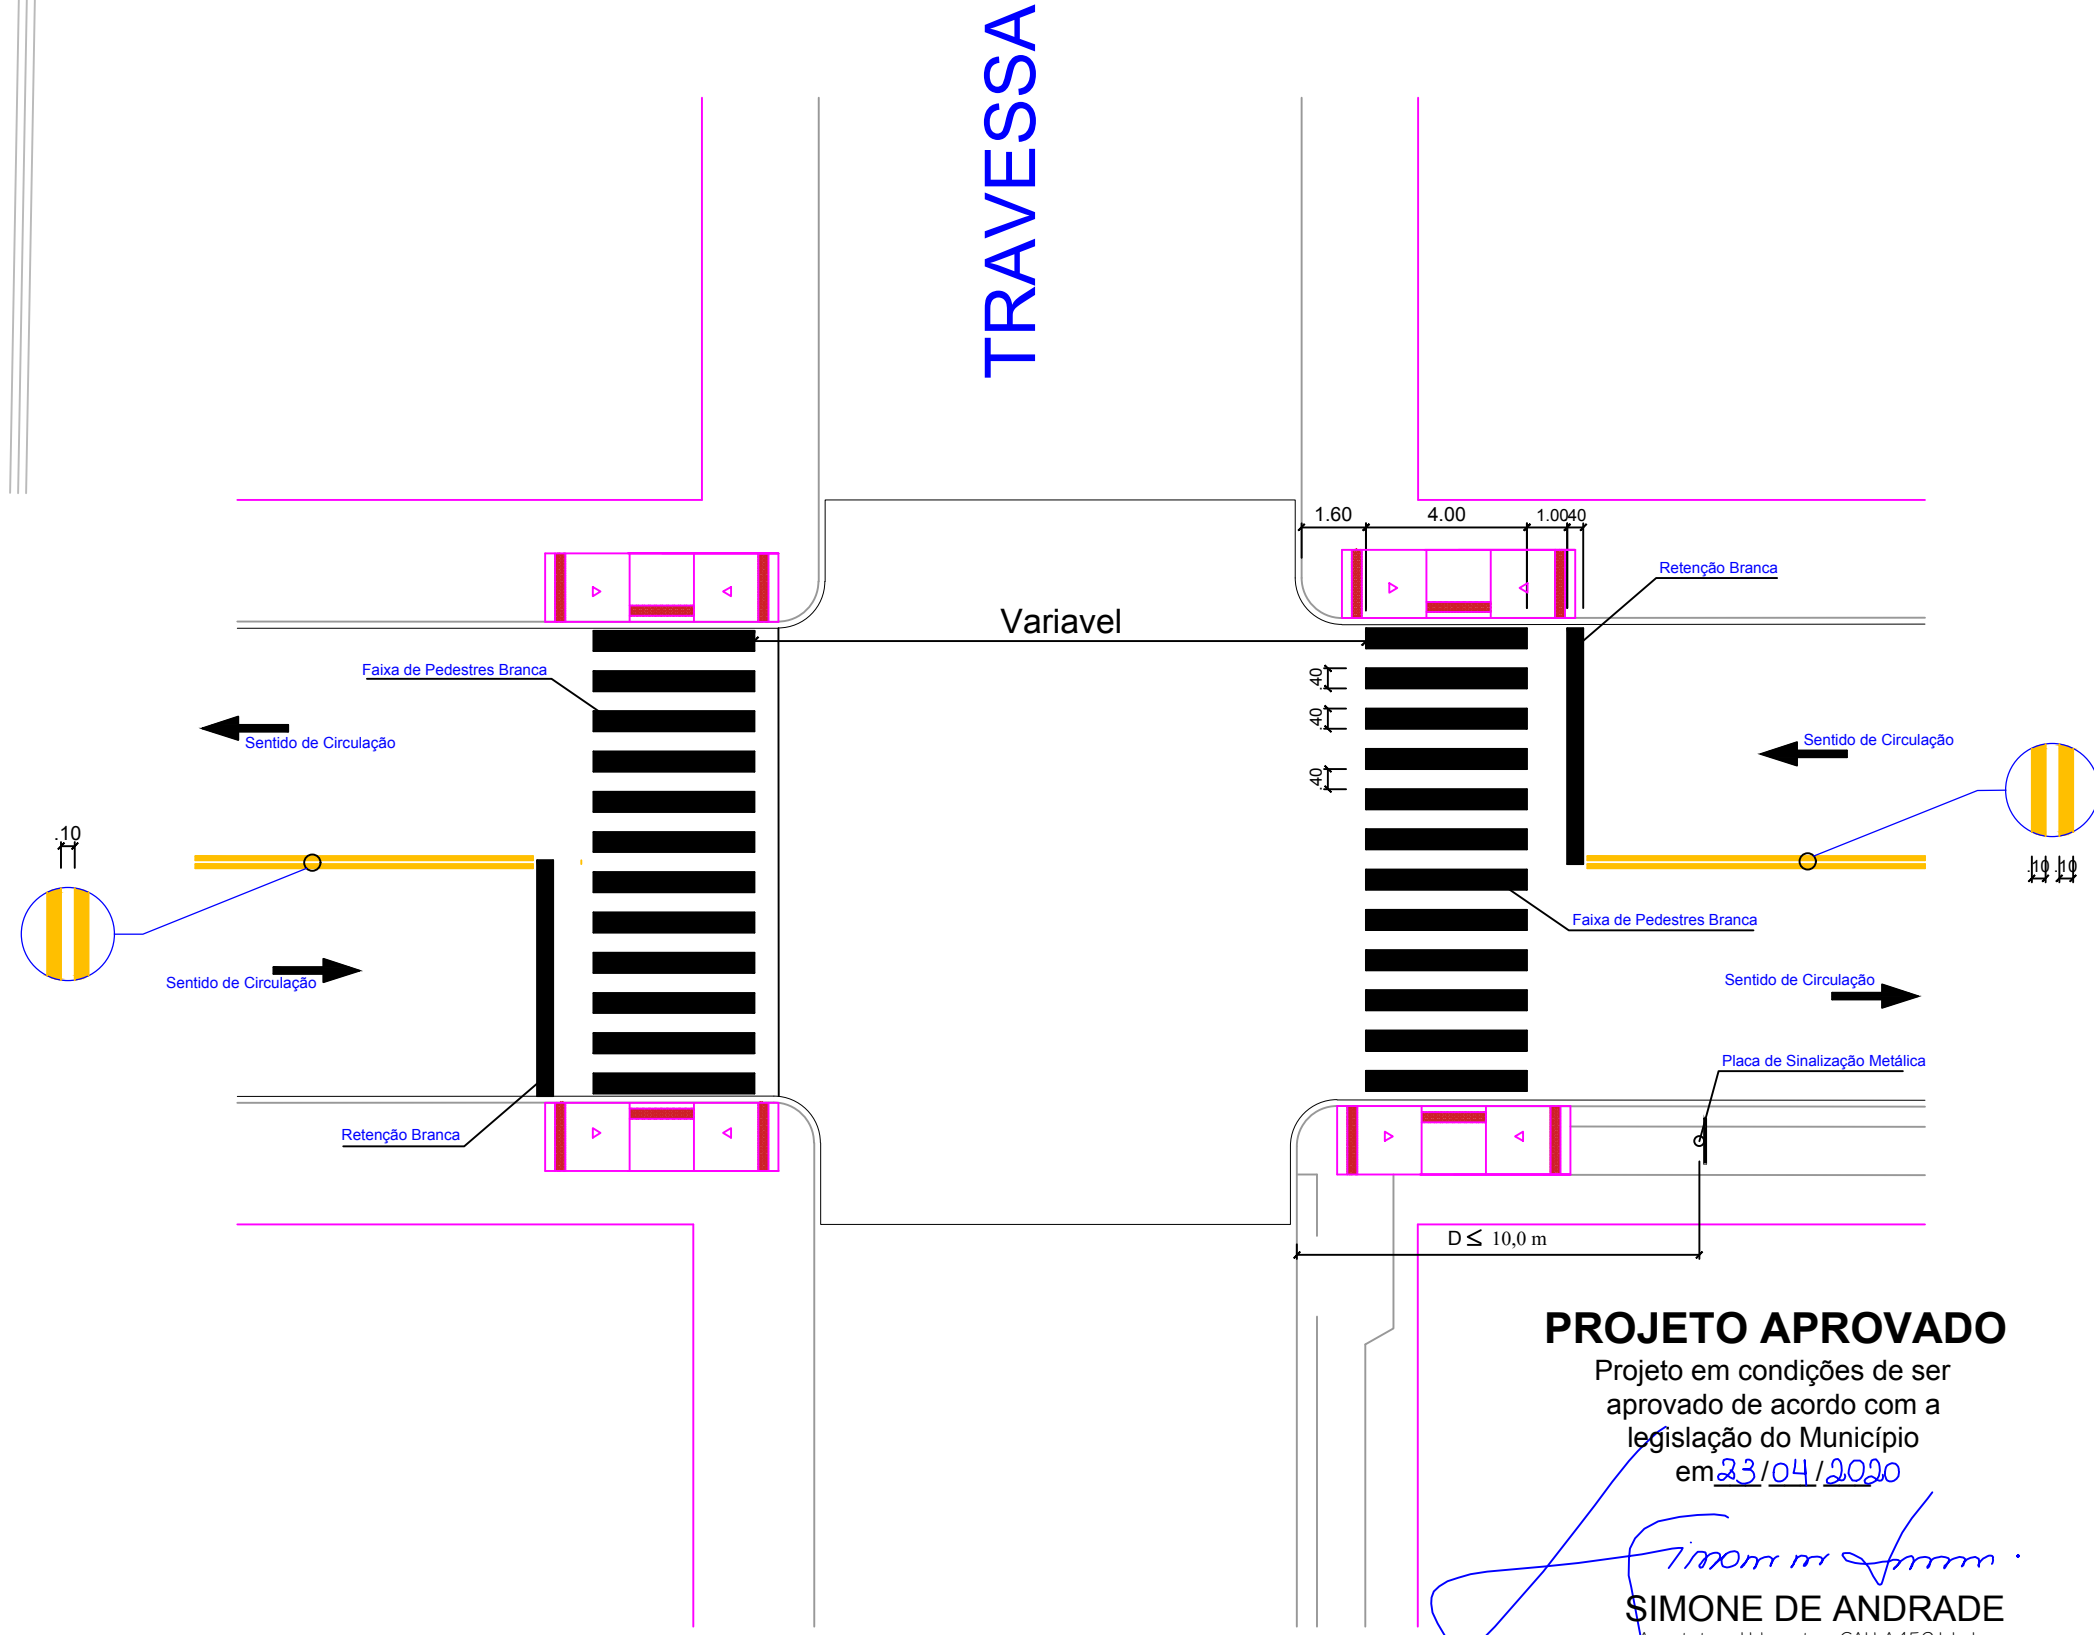 TRAVESSA
1.60
4.00
1.00
.40
Retenção Branca
Variavel
Faixa de Pedestres Branca
.40
.40
.40
Sentido de Circulação
Sentido de Circulação
.10
.10
.10
Faixa de Pedestres Branca
Sentido de Circulação
Sentido de Circulação
Placa de Sinalização Metálica
Retenção Branca
D ≤ 10,0 m
PROJETO APROVADO
Projeto em condições de ser
aprovado de acordo com a
legislação do Município
em 23/04/2020
SIMONE DE ANDRADE